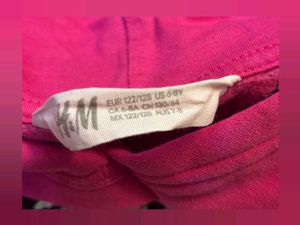 H&M
EUR 122/128 US 6-8Y
CA 6-8A CN 130/64
MX 122/128 AUS 7-8